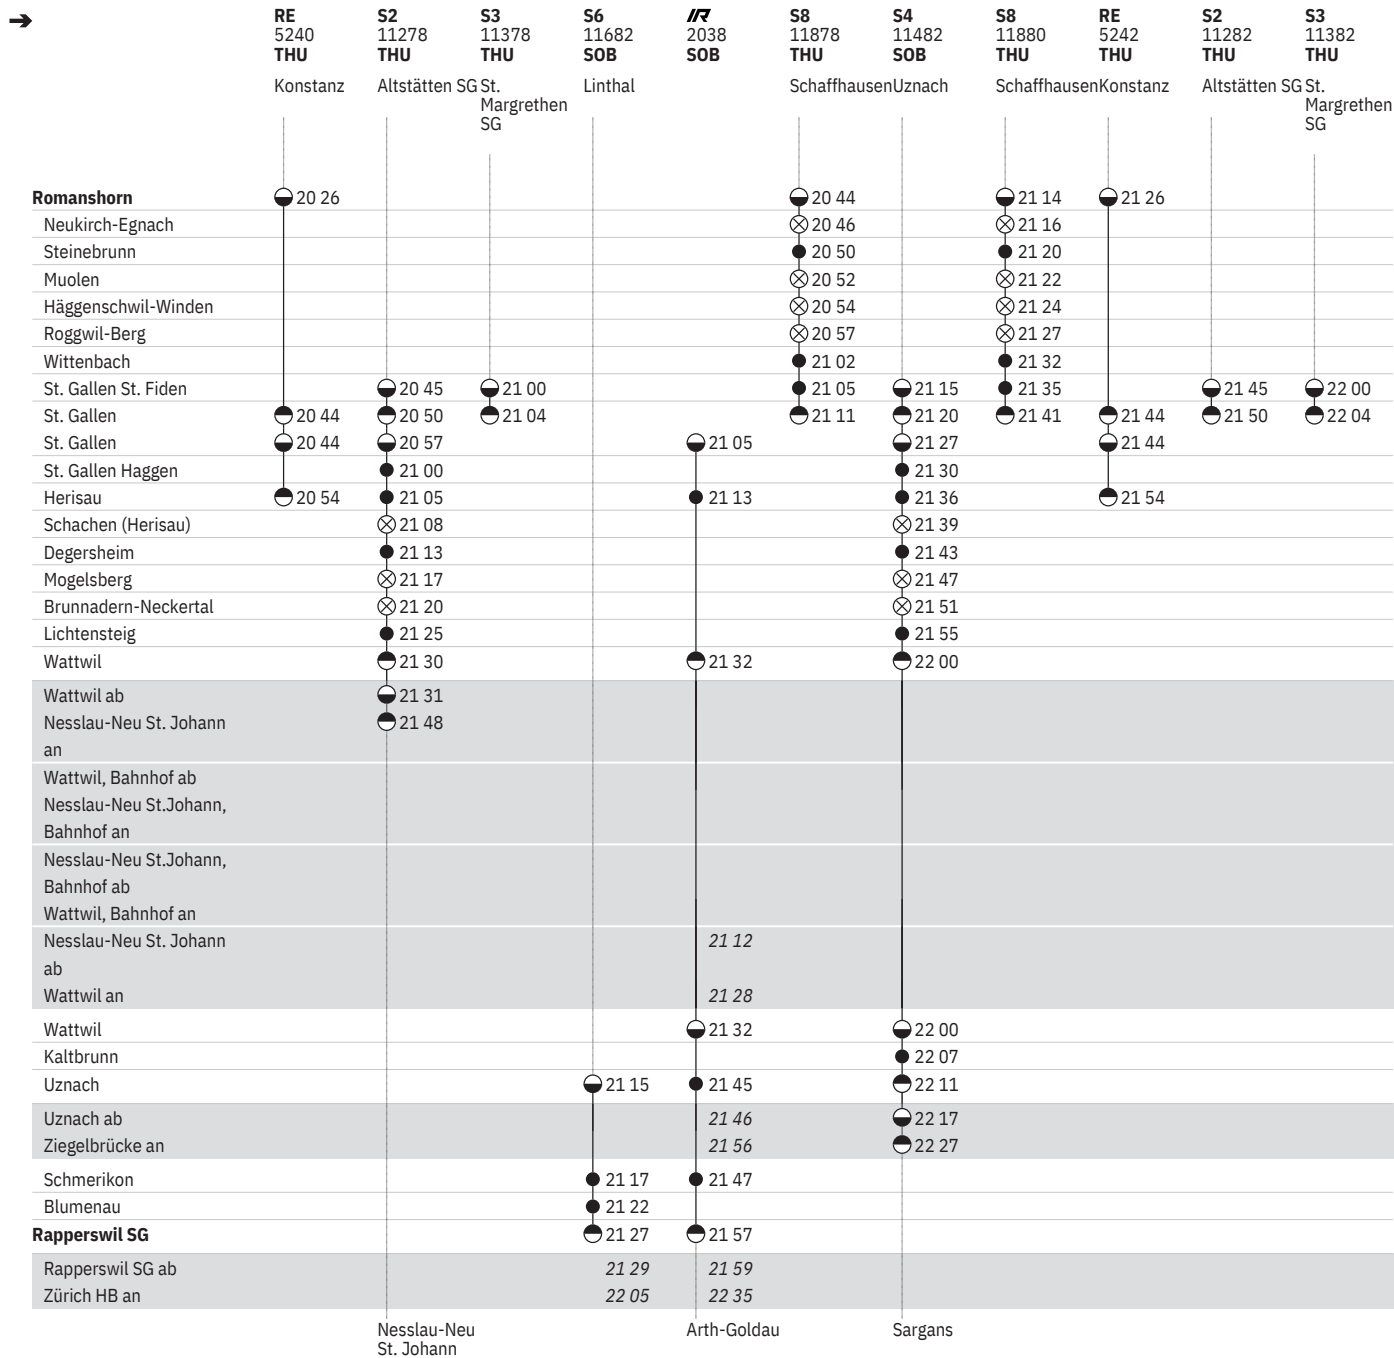 ➔ RE S2 S3 S6 IR S8 S4 S8 RE S2 S3
5240 11278 11378 11682 2038 11878 11482 11880 5242 11282 11382
THU THU THU SOB SOB THU SOB THU THU THU THU
Konstanz Altstätten SG St. Linthal Schaffhausen Uznach Schaffhausen Konstanz Altstätten SG St.
Margrethen Margrethen
SG SG
Romanshorn 20 26 20 44 21 14 21 26
Neukirch-Egnach 20 46 21 16
Steinebrunn 20 50 21 20
Muolen 20 52 21 22
Häggenschwil-Winden 20 54 21 24
Roggwil-Berg 20 57 21 27
Wittenbach 21 02 21 32
St. Gallen St. Fiden 20 45 21 00 21 05 21 15 21 35 21 45 22 00
St. Gallen 20 44 20 50 21 04 21 11 21 20 21 41 21 44 21 50 22 04
St. Gallen 20 44 20 57 21 05 21 27 21 44
St. Gallen Haggen 21 00 21 30
Herisau 20 54 21 05 21 13 21 36 21 54
Schachen (Herisau) 21 08 21 39
Degersheim 21 13 21 43
Mogelsberg 21 17 21 47
Brunnadern-Neckertal 21 20 21 51
Lichtensteig 21 25 21 55
Wattwil 21 30 21 32 22 00
Wattwil ab 21 31
Nesslau-Neu St. Johann 21 48
an
Wattwil, Bahnhof ab
Nesslau-Neu St.Johann,
Bahnhof an
Nesslau-Neu St.Johann,
Bahnhof ab
Wattwil, Bahnhof an
Nesslau-Neu St. Johann 21 12
ab
Wattwil an 21 28
Wattwil 21 32 22 00
Kaltbrunn 22 07
Uznach 21 15 21 45 22 11
Uznach ab 21 46 22 17
Ziegelbrücke an 21 56 22 27
Schmerikon 21 17 21 47
Blumenau 21 22
Rapperswil SG 21 27 21 57
Rapperswil SG ab 21 29 21 59
Zürich HB an 22 05 22 35
Nesslau-Neu Arth-Goldau Sargans
St. Johann